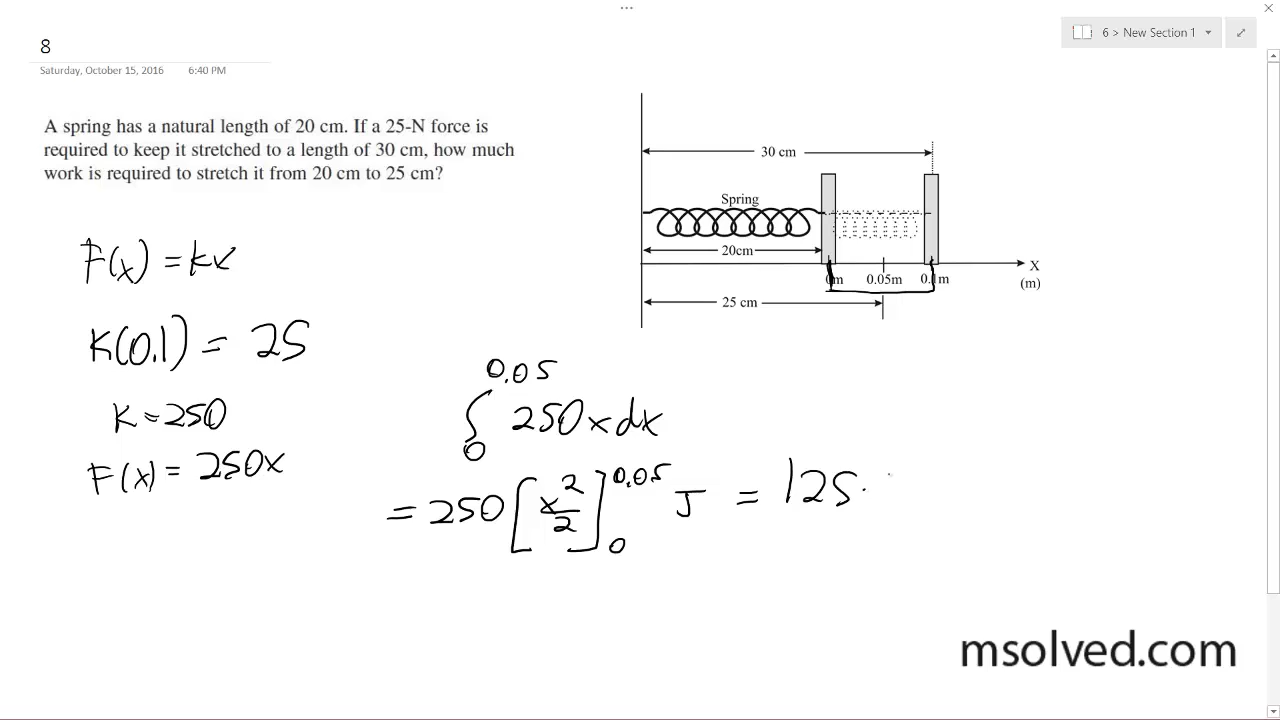 6 > New Section 1
8
Saturday, October 15, 2016 6:40 PM
A spring has a natural length of 20 cm. If a 25-N force is
required to keep it stretched to a length of 30 cm, how much
work is required to stretch it from 20 cm to 25 cm?
30 cm
Spring
20cm
X
0m 0.05m 0.1m
(m)
25 cm
F(x) = kx
K(0.1) = 25
K = 250
F(x) = 250x
0.05
∫ 250x dx
0
= 250 [x²/2]₀^0.05 J = 125.
msolved.com